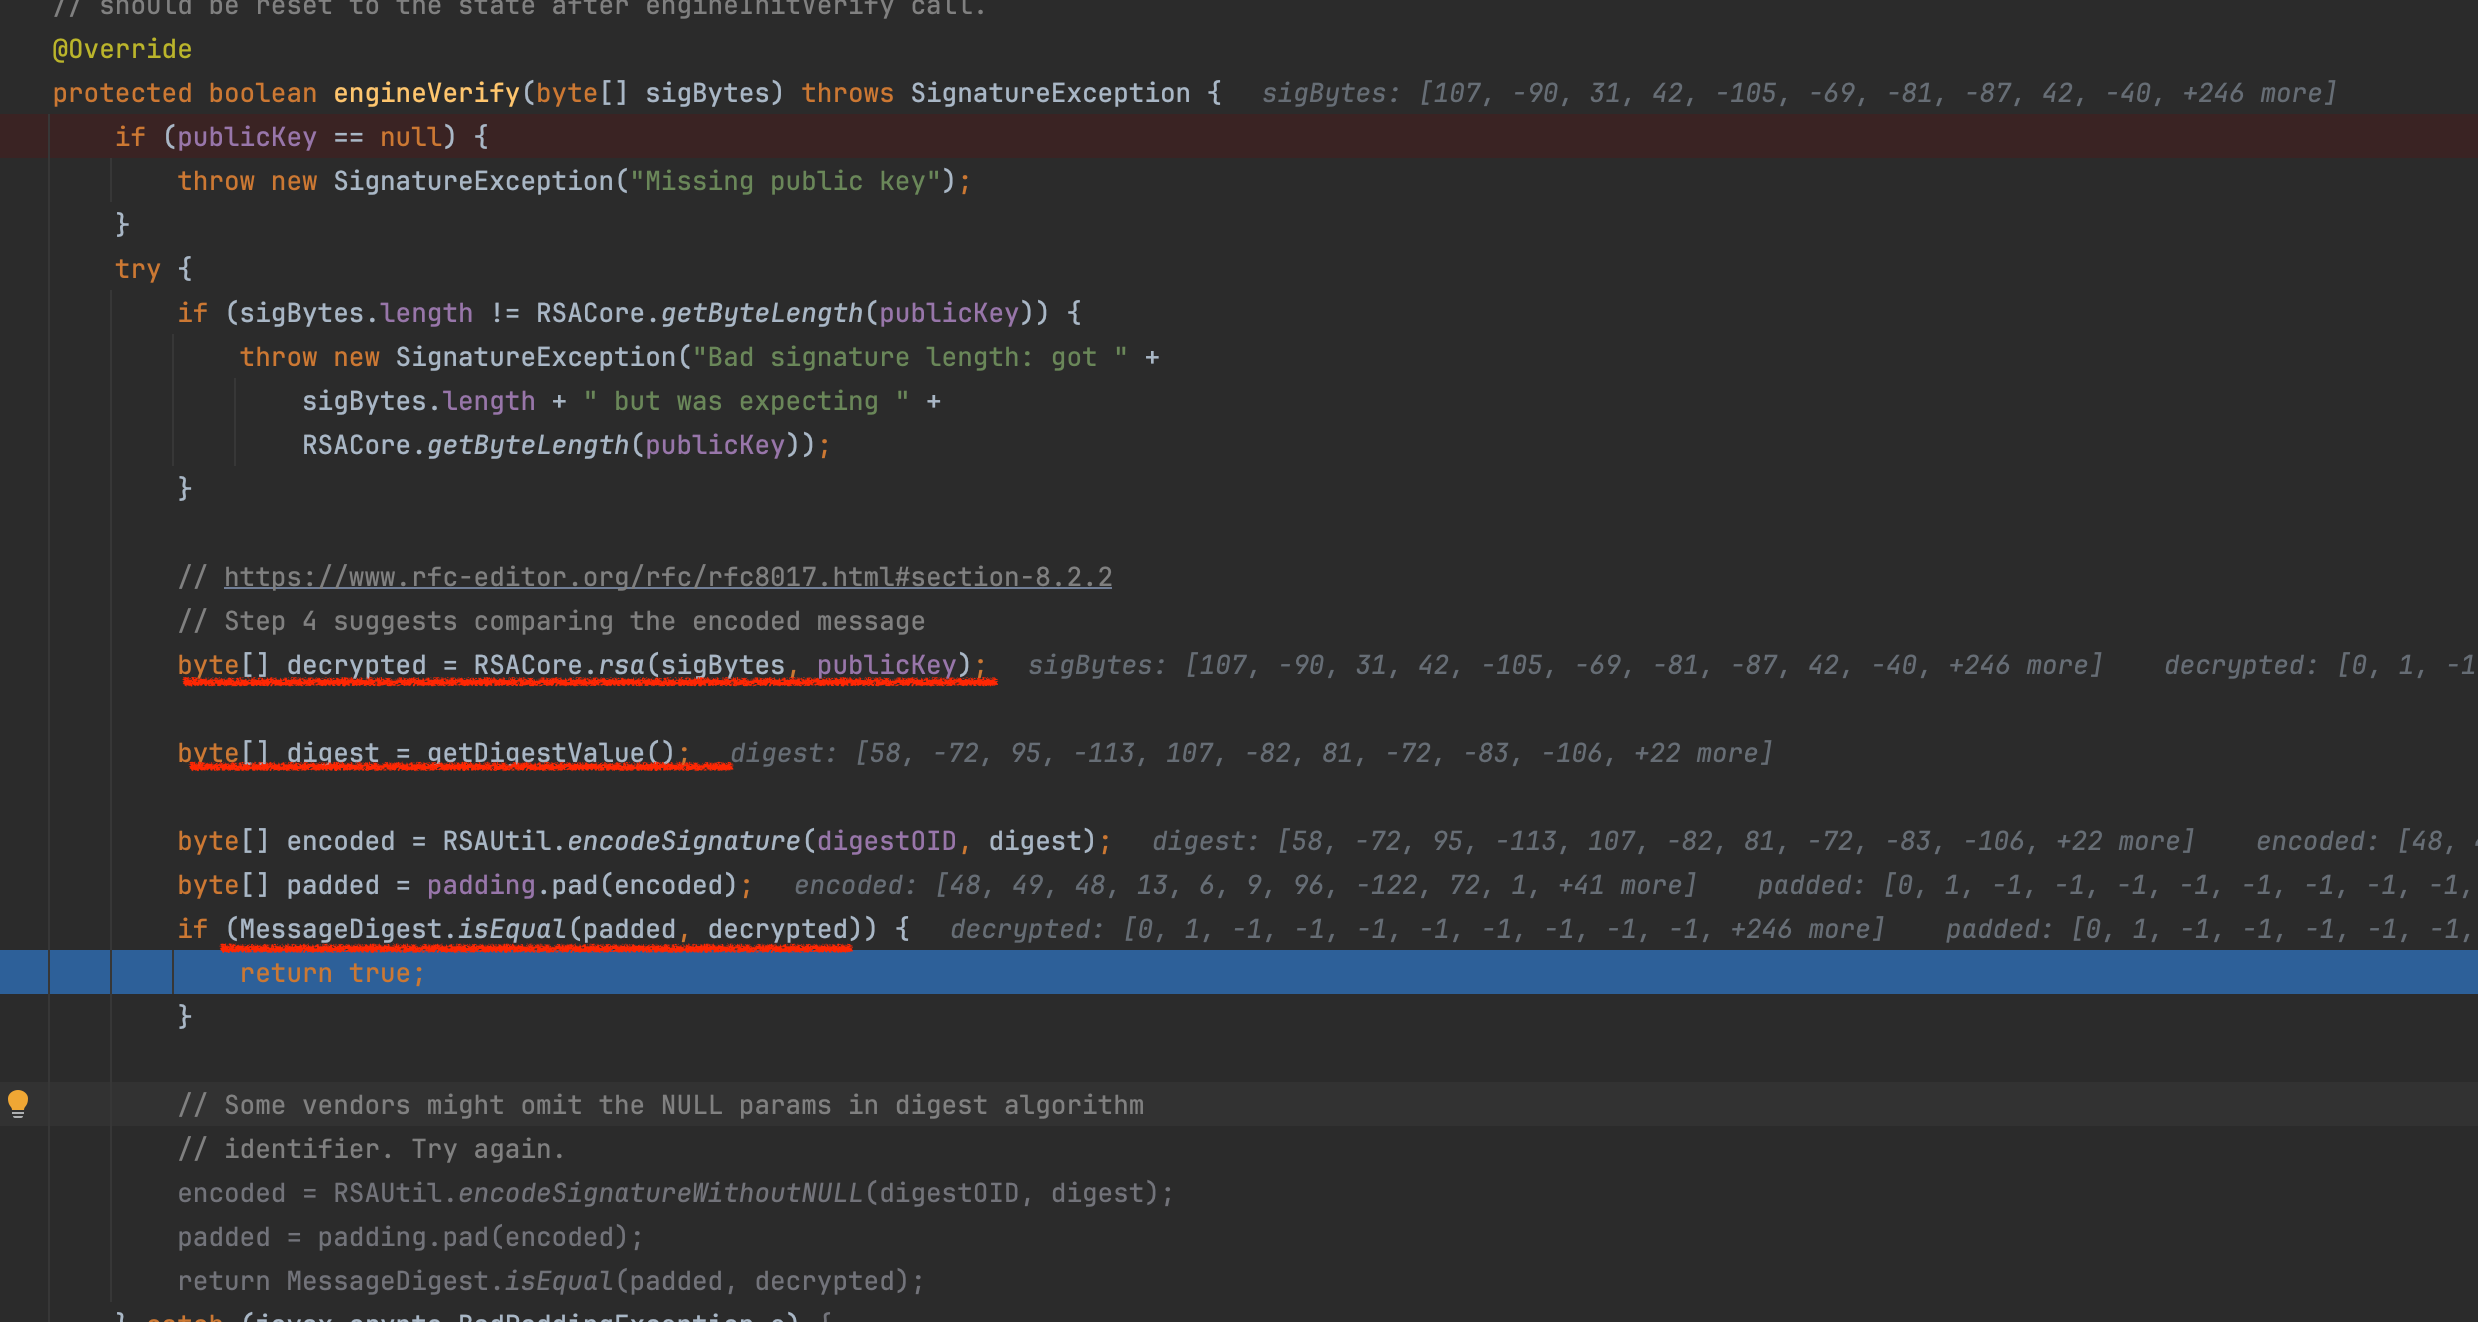 // should be reset to the state after engineInitVerify call.
@Override
protected boolean engineVerify(byte[] sigBytes) throws SignatureException {   sigBytes: [107, -90, 31, 42, -105, -69, -81, -87, 42, -40, +246 more]
if (publicKey == null) {
throw new SignatureException("Missing public key");
}
try {
if (sigBytes.length != RSACore.getByteLength(publicKey)) {
throw new SignatureException("Bad signature length: got " +
sigBytes.length + " but was expecting " +
RSACore.getByteLength(publicKey));
}
// https://www.rfc-editor.org/rfc/rfc8017.html#section-8.2.2
// Step 4 suggests comparing the encoded message
byte[] decrypted = RSACore.rsa(sigBytes, publicKey);   sigBytes: [107, -90, 31, 42, -105, -69, -81, -87, 42, -40, +246 more]   decrypted: [0, 1, -1
byte[] digest = getDigestValue();   digest: [58, -72, 95, -113, 107, -82, 81, -72, -83, -106, +22 more]
byte[] encoded = RSAUtil.encodeSignature(digestOID, digest);   digest: [58, -72, 95, -113, 107, -82, 81, -72, -83, -106, +22 more]   encoded: [48,
byte[] padded = padding.pad(encoded);   encoded: [48, 49, 48, 13, 6, 9, 96, -122, 72, 1, +41 more]   padded: [0, 1, -1, -1, -1, -1, -1, -1, -1, -1,
if (MessageDigest.isEqual(padded, decrypted)) {   decrypted: [0, 1, -1, -1, -1, -1, -1, -1, -1, -1, +246 more]   padded: [0, 1, -1, -1, -1, -1, -1,
return true;
}
// Some vendors might omit the NULL params in digest algorithm
// identifier. Try again.
encoded = RSAUtil.encodeSignatureWithoutNULL(digestOID, digest);
padded = padding.pad(encoded);
return MessageDigest.isEqual(padded, decrypted);
} catch (javax.crypto.BadPaddingException e) {